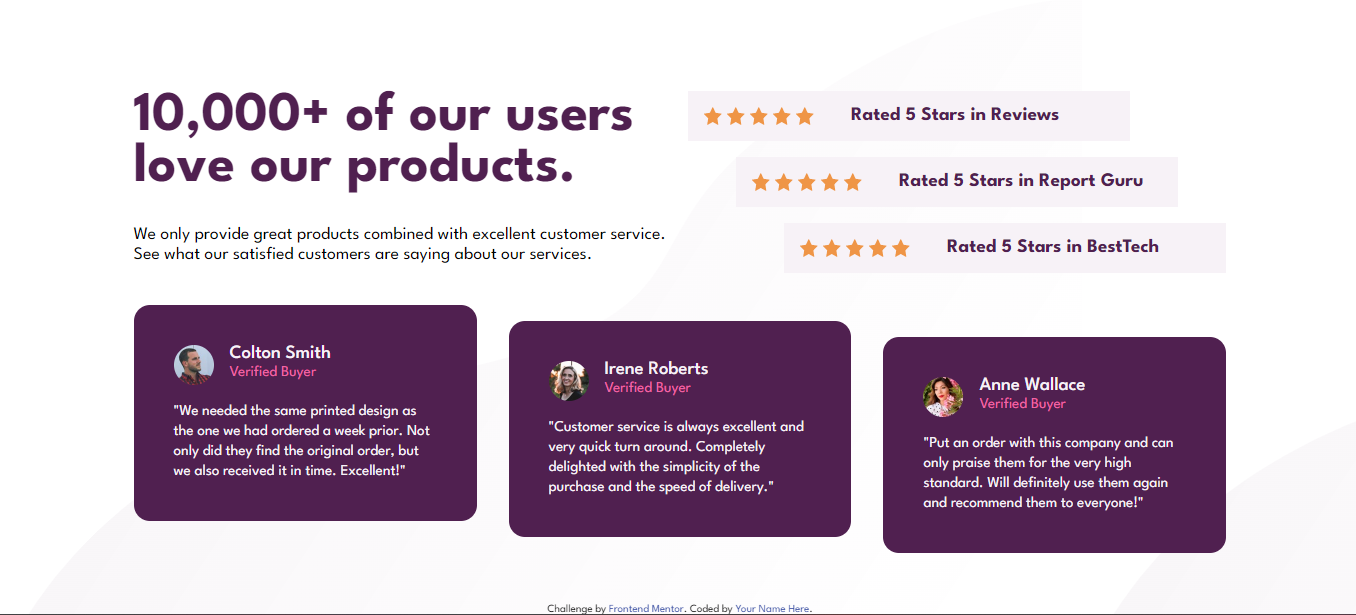 10,000+ of our users
love our products.
We only provide great products combined with excellent customer service.
See what our satisfied customers are saying about our services.
Rated 5 Stars in Reviews
Rated 5 Stars in Report Guru
Rated 5 Stars in BestTech
Colton Smith
Verified Buyer
"We needed the same printed design as
the one we had ordered a week prior. Not
only did they find the original order, but
we also received it in time. Excellent!"
Irene Roberts
Verified Buyer
"Customer service is always excellent and
very quick turn around. Completely
delighted with the simplicity of the
purchase and the speed of delivery."
Anne Wallace
Verified Buyer
"Put an order with this company and can
only praise them for the very high
standard. Will definitely use them again
and recommend them to everyone!"
Challenge by Frontend Mentor. Coded by Your Name Here.